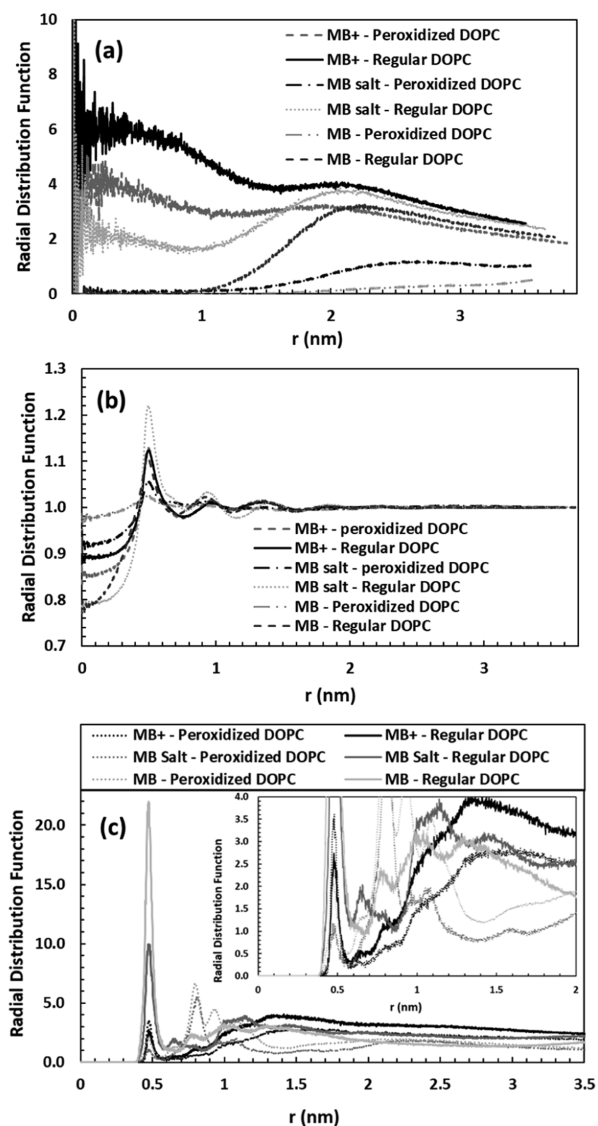 10
8
6
4
2
0
Radial Distribution Function
(a)
MB+ - Peroxidized DOPC
MB+ - Regular DOPC
MB salt - Peroxidized DOPC
MB salt - Regular DOPC
MB - Peroxidized DOPC
MB - Regular DOPC
0 1 2 3
r (nm)
1.3
1.2
1.1
1.0
0.9
0.8
0.7
Radial Distribution Function
(b)
MB+ - peroxidized DOPC
MB+ - Regular DOPC
MB salt - peroxidized DOPC
MB salt - Regular DOPC
MB - Peroxidized DOPC
MB - Regular DOPC
0 1 2 3
r (nm)
MB+ - Peroxidized DOPC MB+ - Regular DOPC
MB Salt - Peroxidized DOPC MB Salt - Regular DOPC
MB - Peroxidized DOPC MB - Regular DOPC
20.0
15.0
10.0
5.0
0.0
Radial Distribution Function
(c)
4.0
3.5
3.0
2.5
2.0
1.5
1.0
0.5
0.0
Radial Distribution Function
0 0.5 1 1.5 2
r (nm)
0 0.5 1 1.5 2 2.5 3 3.5
r (nm)